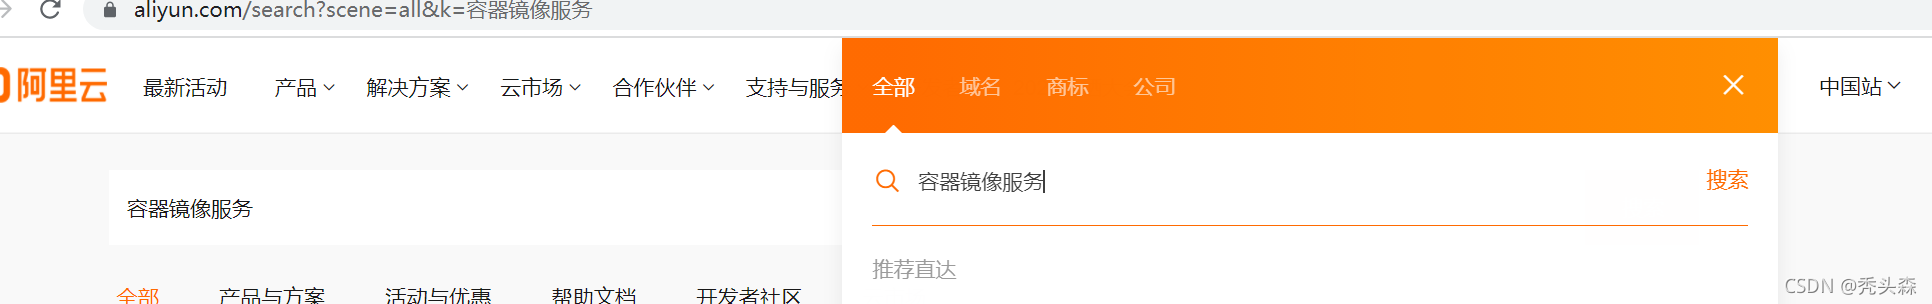 aliyun.com/search?scene=all&k=容器镜像服务
阿里云 最新活动 产品 解决方案 云市场 合作伙伴 支持与服务 全部 域名 商标 公司 中国站
容器镜像服务 搜索
容器镜像服务
推荐直达
全部 产品与方案 活动与优惠 帮助文档 开发者社区
CSDN @秃头森